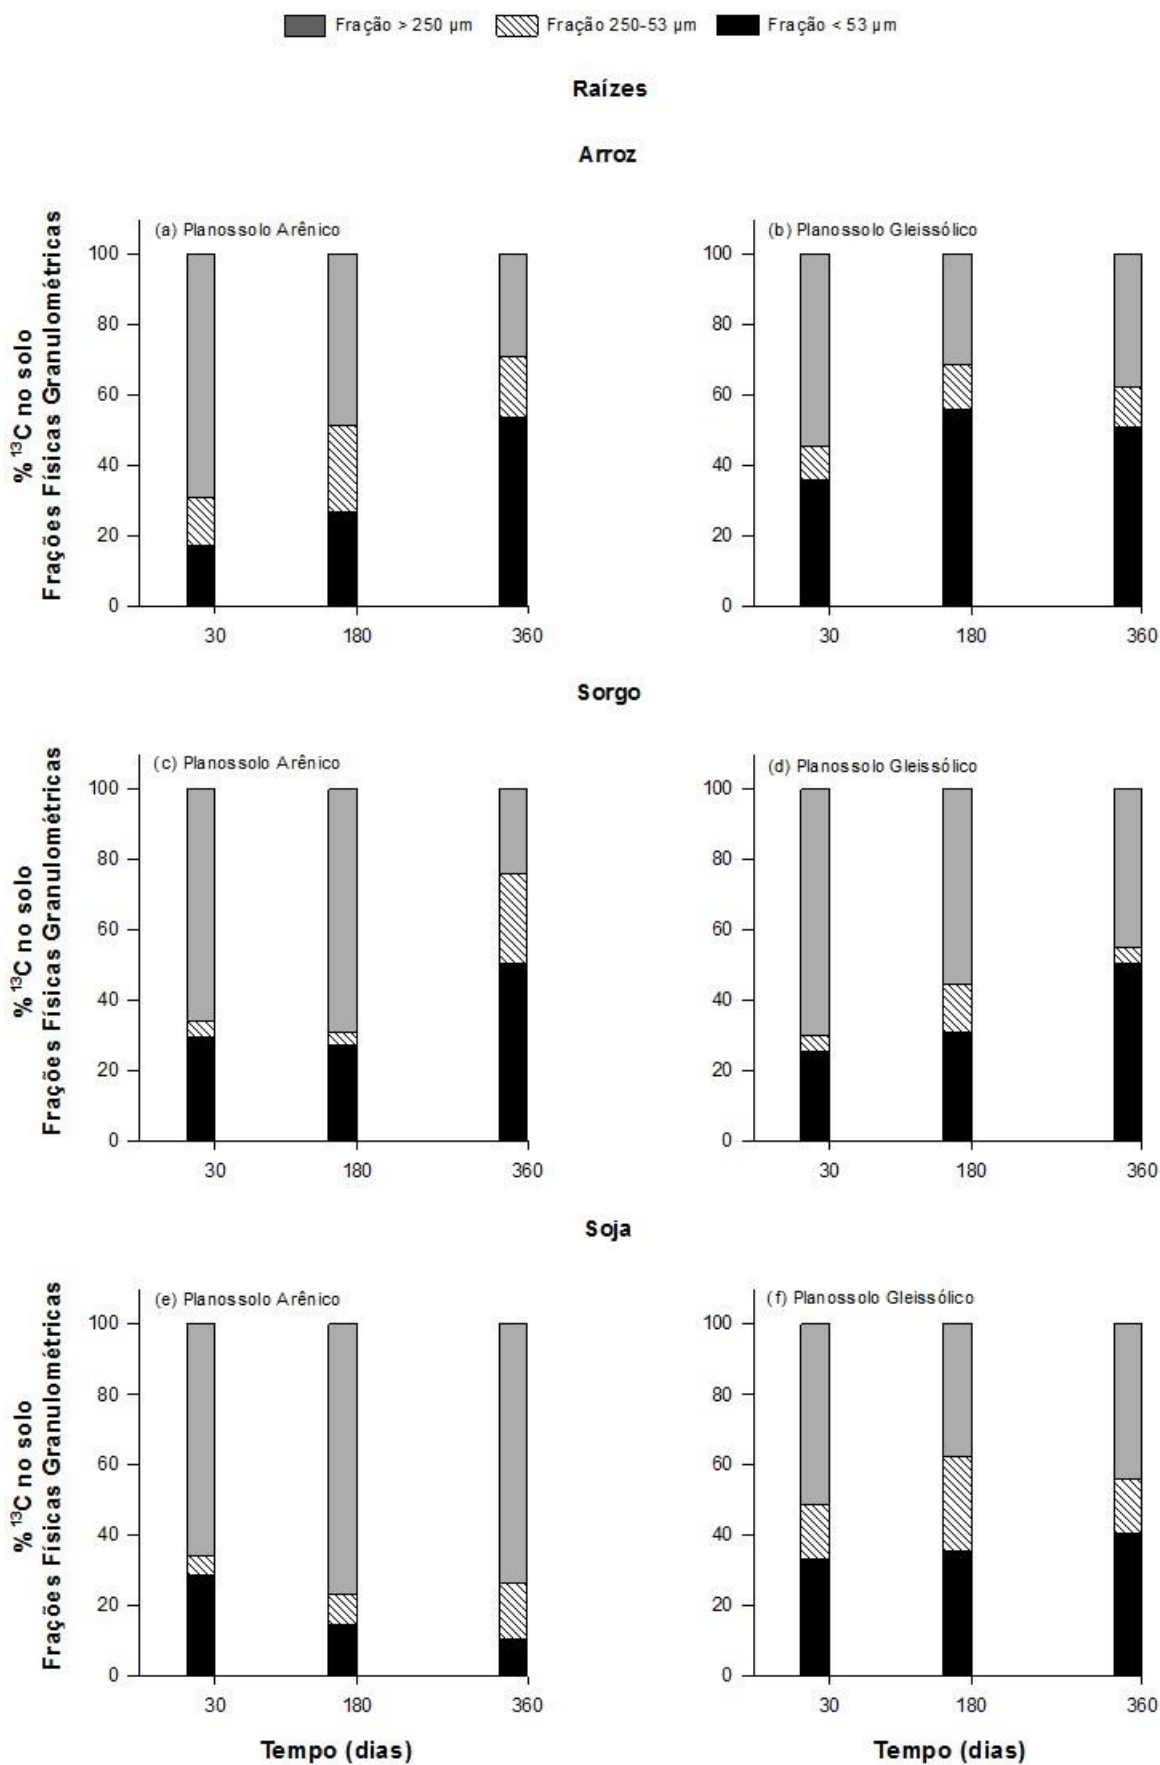 Fração > 250 µm Fração 250-53 µm Fração < 53 µm
Raízes
Arroz
% ¹³C no solo
Frações Físicas Granulométricas
(a) Planossolo Arênico
100
80
60
40
20
0
30 180 360
(b) Planossolo Gleissólico
100
80
60
40
20
0
30 180 360
Sorgo
% ¹³C no solo
Frações Físicas Granulométricas
(c) Planossolo Arênico
100
80
60
40
20
0
30 180 360
(d) Planossolo Gleissólico
100
80
60
40
20
0
30 180 360
Soja
% ¹³C no solo
Frações Físicas Granulométricas
(e) Planossolo Arênico
100
80
60
40
20
0
30 180 360
Tempo (dias)
(f) Planossolo Gleissólico
100
80
60
40
20
0
30 180 360
Tempo (dias)